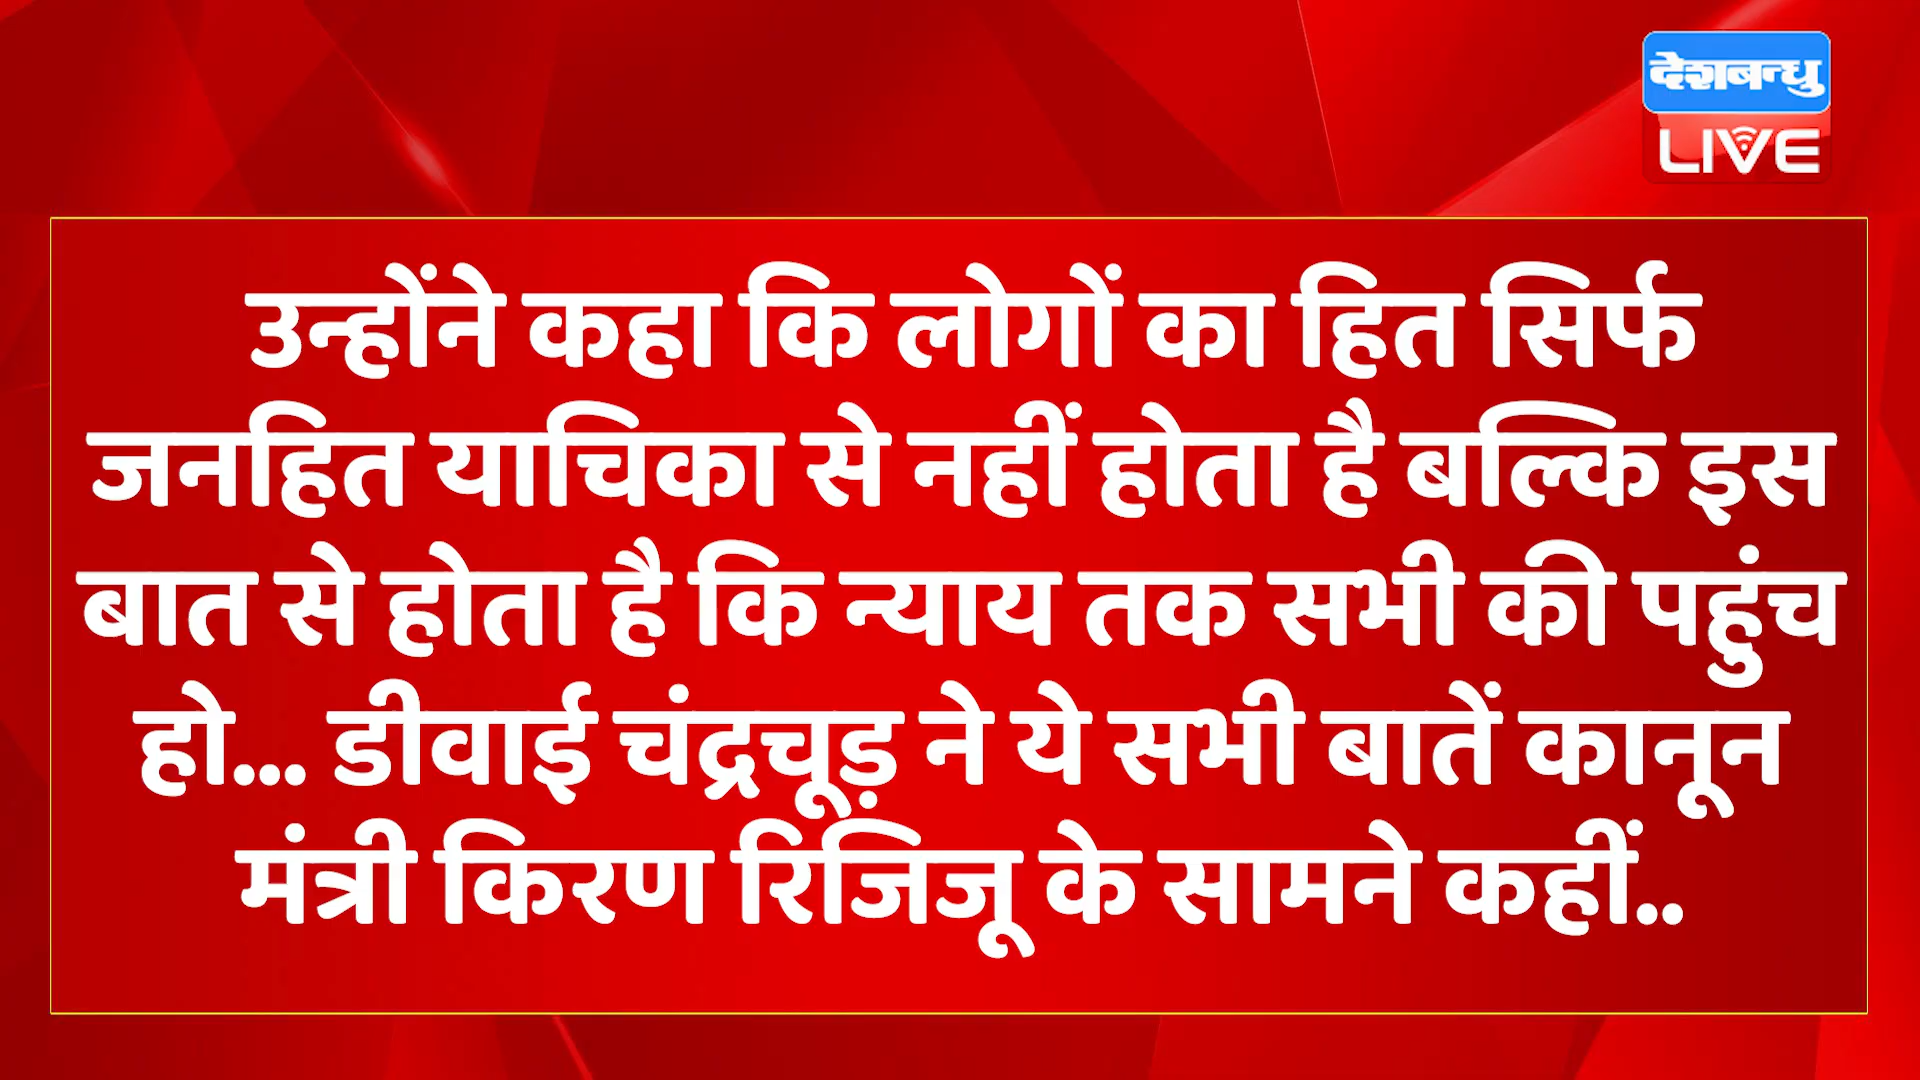 देशबन्धु
LIVE
उन्होंने कहा कि लोगों का हित सिर्फ
जनहित याचिका से नहीं होता है बल्कि इस
बात से होता है कि न्याय तक सभी की पहुंच
हो... डीवाई चंद्रचूड़ ने ये सभी बातें कानून
मंत्री किरण रिजिजू के सामने कहीं..